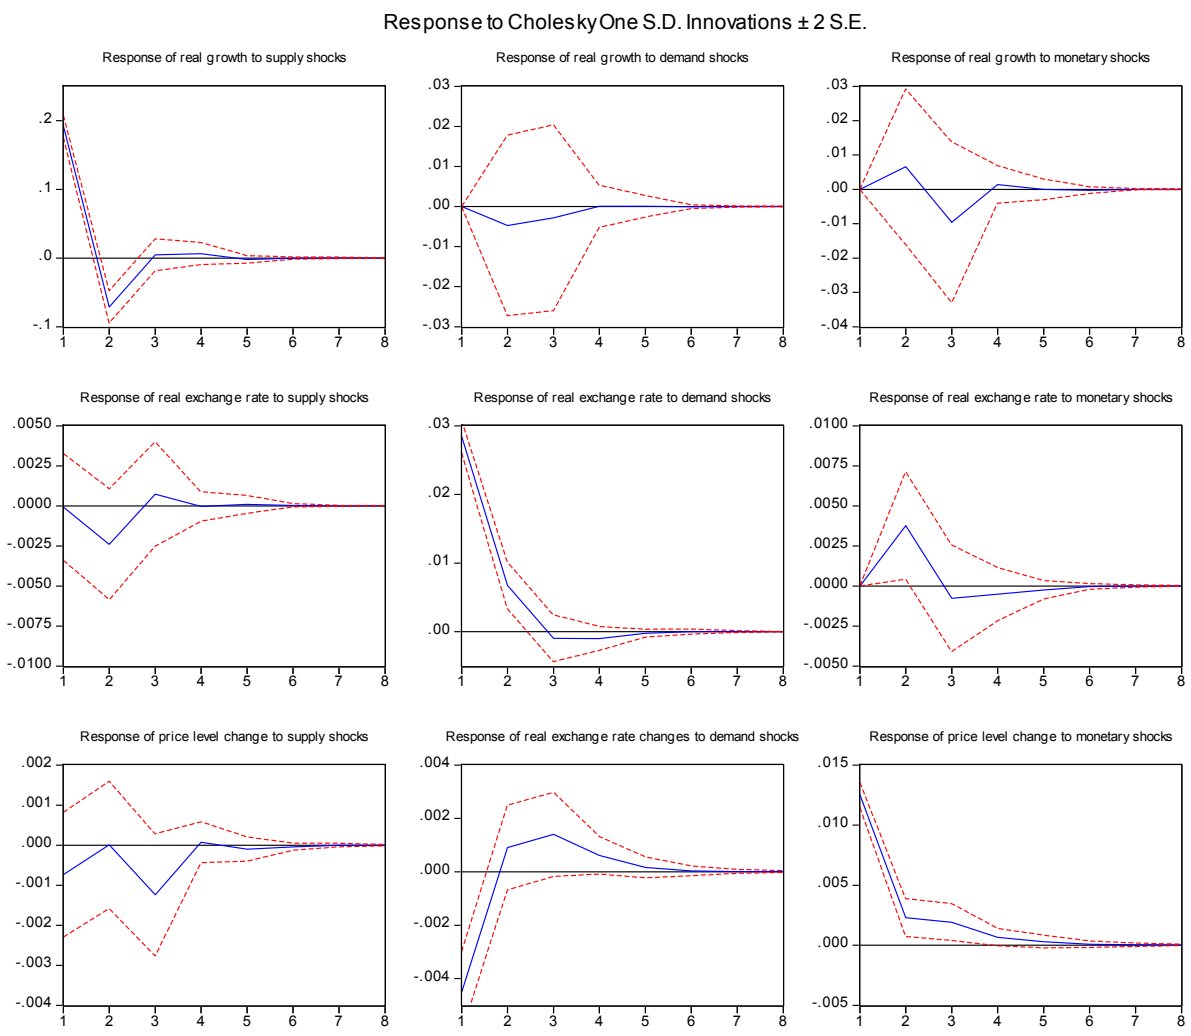 Response to Cholesky One S.D. Innovations ± 2 S.E.
Response of real growth to supply shocks
.2
.1
.0
-.1
1 2 3 4 5 6 7 8
Response of real growth to demand shocks
.03
.02
.01
.00
-.01
-.02
-.03
1 2 3 4 5 6 7 8
Response of real growth to monetary shocks
.03
.02
.01
.00
-.01
-.02
-.03
-.04
1 2 3 4 5 6 7 8
Response of real exchange rate to supply shocks
.0050
.0025
.0000
-.0025
-.0050
-.0075
-.0100
1 2 3 4 5 6 7 8
Response of real exchange rate to demand shocks
.03
.02
.01
.00
1 2 3 4 5 6 7 8
Response of real exchange rate to monetary shocks
.0100
.0075
.0050
.0025
.0000
-.0025
-.0050
1 2 3 4 5 6 7 8
Response of price level change to supply shocks
.002
.001
.000
-.001
-.002
-.003
-.004
1 2 3 4 5 6 7 8
Response of real exchange rate changes to demand shocks
.004
.002
.000
-.002
-.004
1 2 3 4 5 6 7 8
Response of price level change to monetary shocks
.015
.010
.005
.000
-.005
1 2 3 4 5 6 7 8